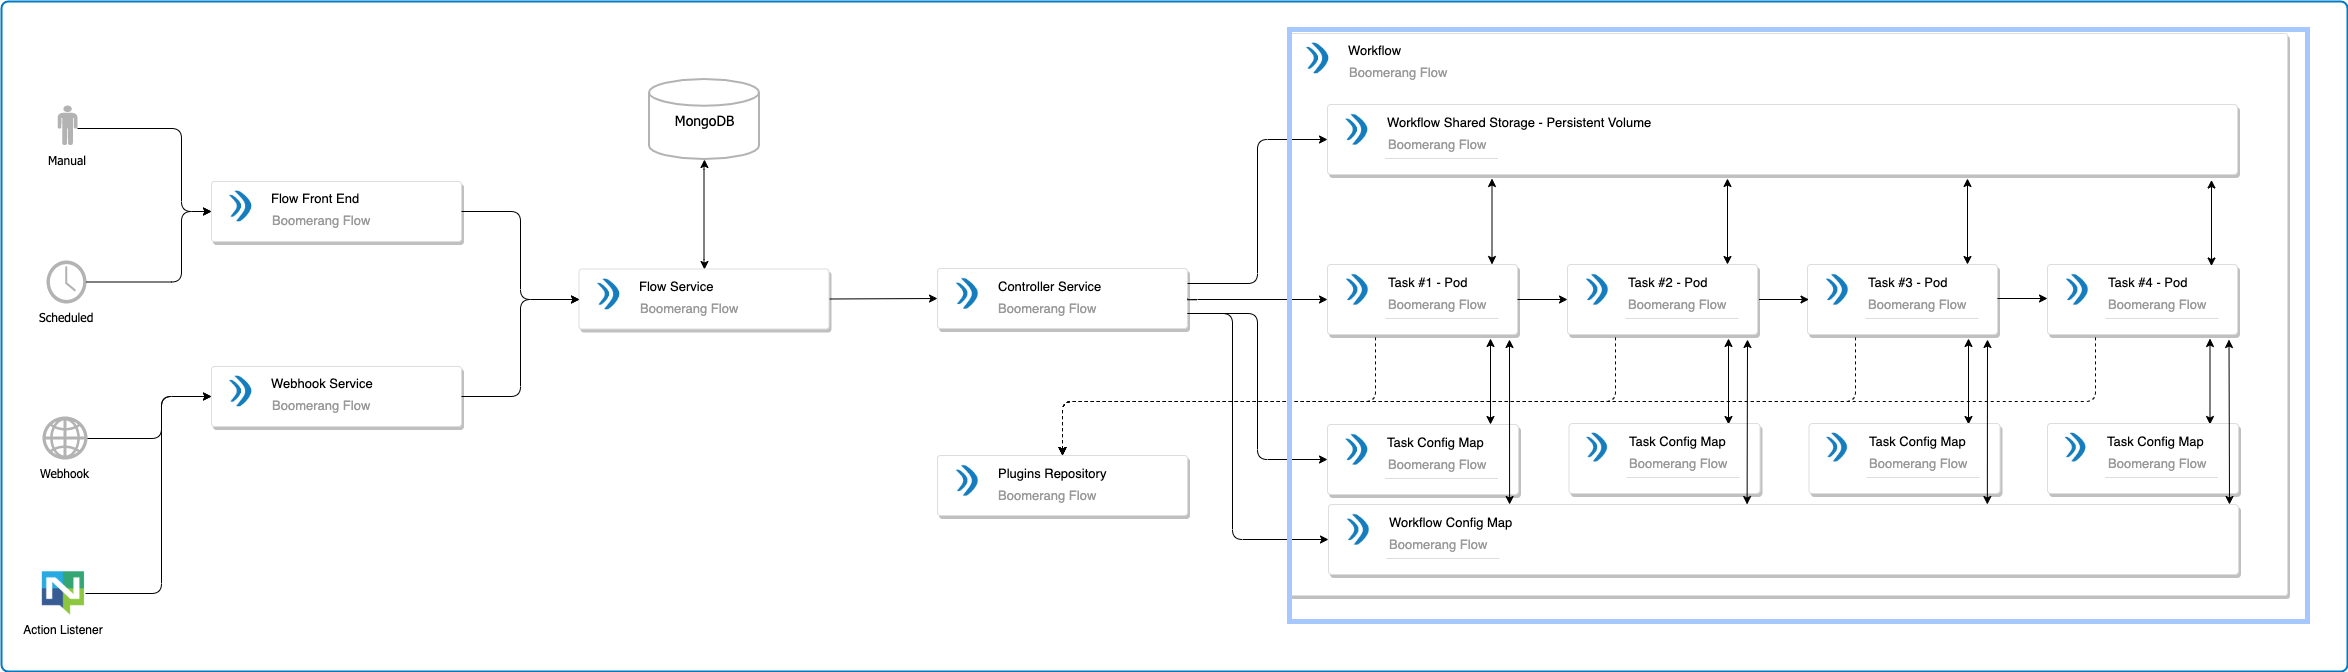 Manual
Scheduled
Webhook
Action Listener
Flow Front End
Boomerang Flow
Webhook Service
Boomerang Flow
MongoDB
Flow Service
Boomerang Flow
Controller Service
Boomerang Flow
Plugins Repository
Boomerang Flow
Workflow
Boomerang Flow
Workflow Shared Storage - Persistent Volume
Boomerang Flow
Task #1 - Pod
Boomerang Flow
Task #2 - Pod
Boomerang Flow
Task #3 - Pod
Boomerang Flow
Task #4 - Pod
Boomerang Flow
Task Config Map
Boomerang Flow
Task Config Map
Boomerang Flow
Task Config Map
Boomerang Flow
Task Config Map
Boomerang Flow
Workflow Config Map
Boomerang Flow